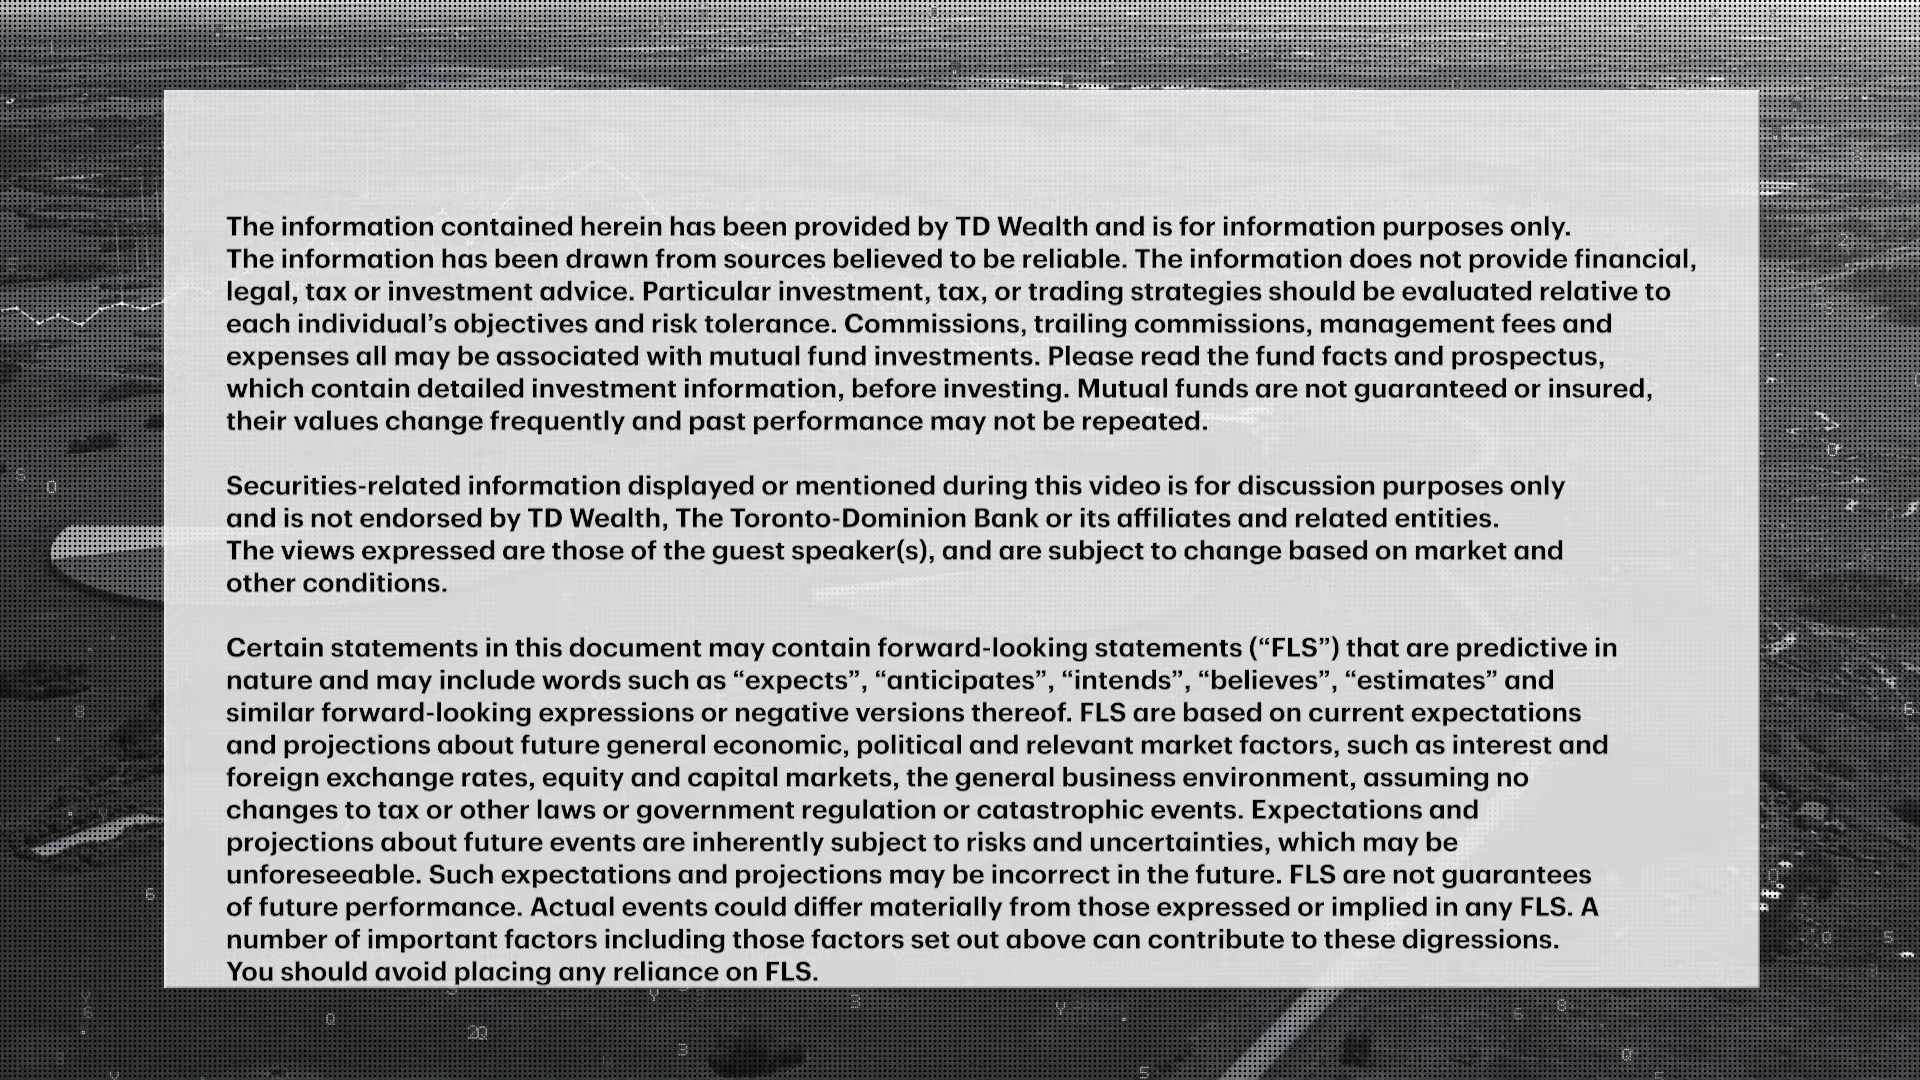 The information contained herein has been provided by TD Wealth and is for information purposes only.
The information has been drawn from sources believed to be reliable. The information does not provide financial,
legal, tax or investment advice. Particular investment, tax, or trading strategies should be evaluated relative to
each individual’s objectives and risk tolerance. Commissions, trailing commissions, management fees and
expenses all may be associated with mutual fund investments. Please read the fund facts and prospectus,
which contain detailed investment information, before investing. Mutual funds are not guaranteed or insured,
their values change frequently and past performance may not be repeated.
Securities-related information displayed or mentioned during this video is for discussion purposes only
and is not endorsed by TD Wealth, The Toronto-Dominion Bank or its affiliates and related entities.
The views expressed are those of the guest speaker(s), and are subject to change based on market and
other conditions.
Certain statements in this document may contain forward-looking statements (“FLS”) that are predictive in
nature and may include words such as “expects”, “anticipates”, “intends”, “believes”, “estimates” and
similar forward-looking expressions or negative versions thereof. FLS are based on current expectations
and projections about future general economic, political and relevant market factors, such as interest and
foreign exchange rates, equity and capital markets, the general business environment, assuming no
changes to tax or other laws or government regulation or catastrophic events. Expectations and
projections about future events are inherently subject to risks and uncertainties, which may be
unforeseeable. Such expectations and projections may be incorrect in the future. FLS are not guarantees
of future performance. Actual events could differ materially from those expressed or implied in any FLS. A
number of important factors including those factors set out above can contribute to these digressions.
You should avoid placing any reliance on FLS.